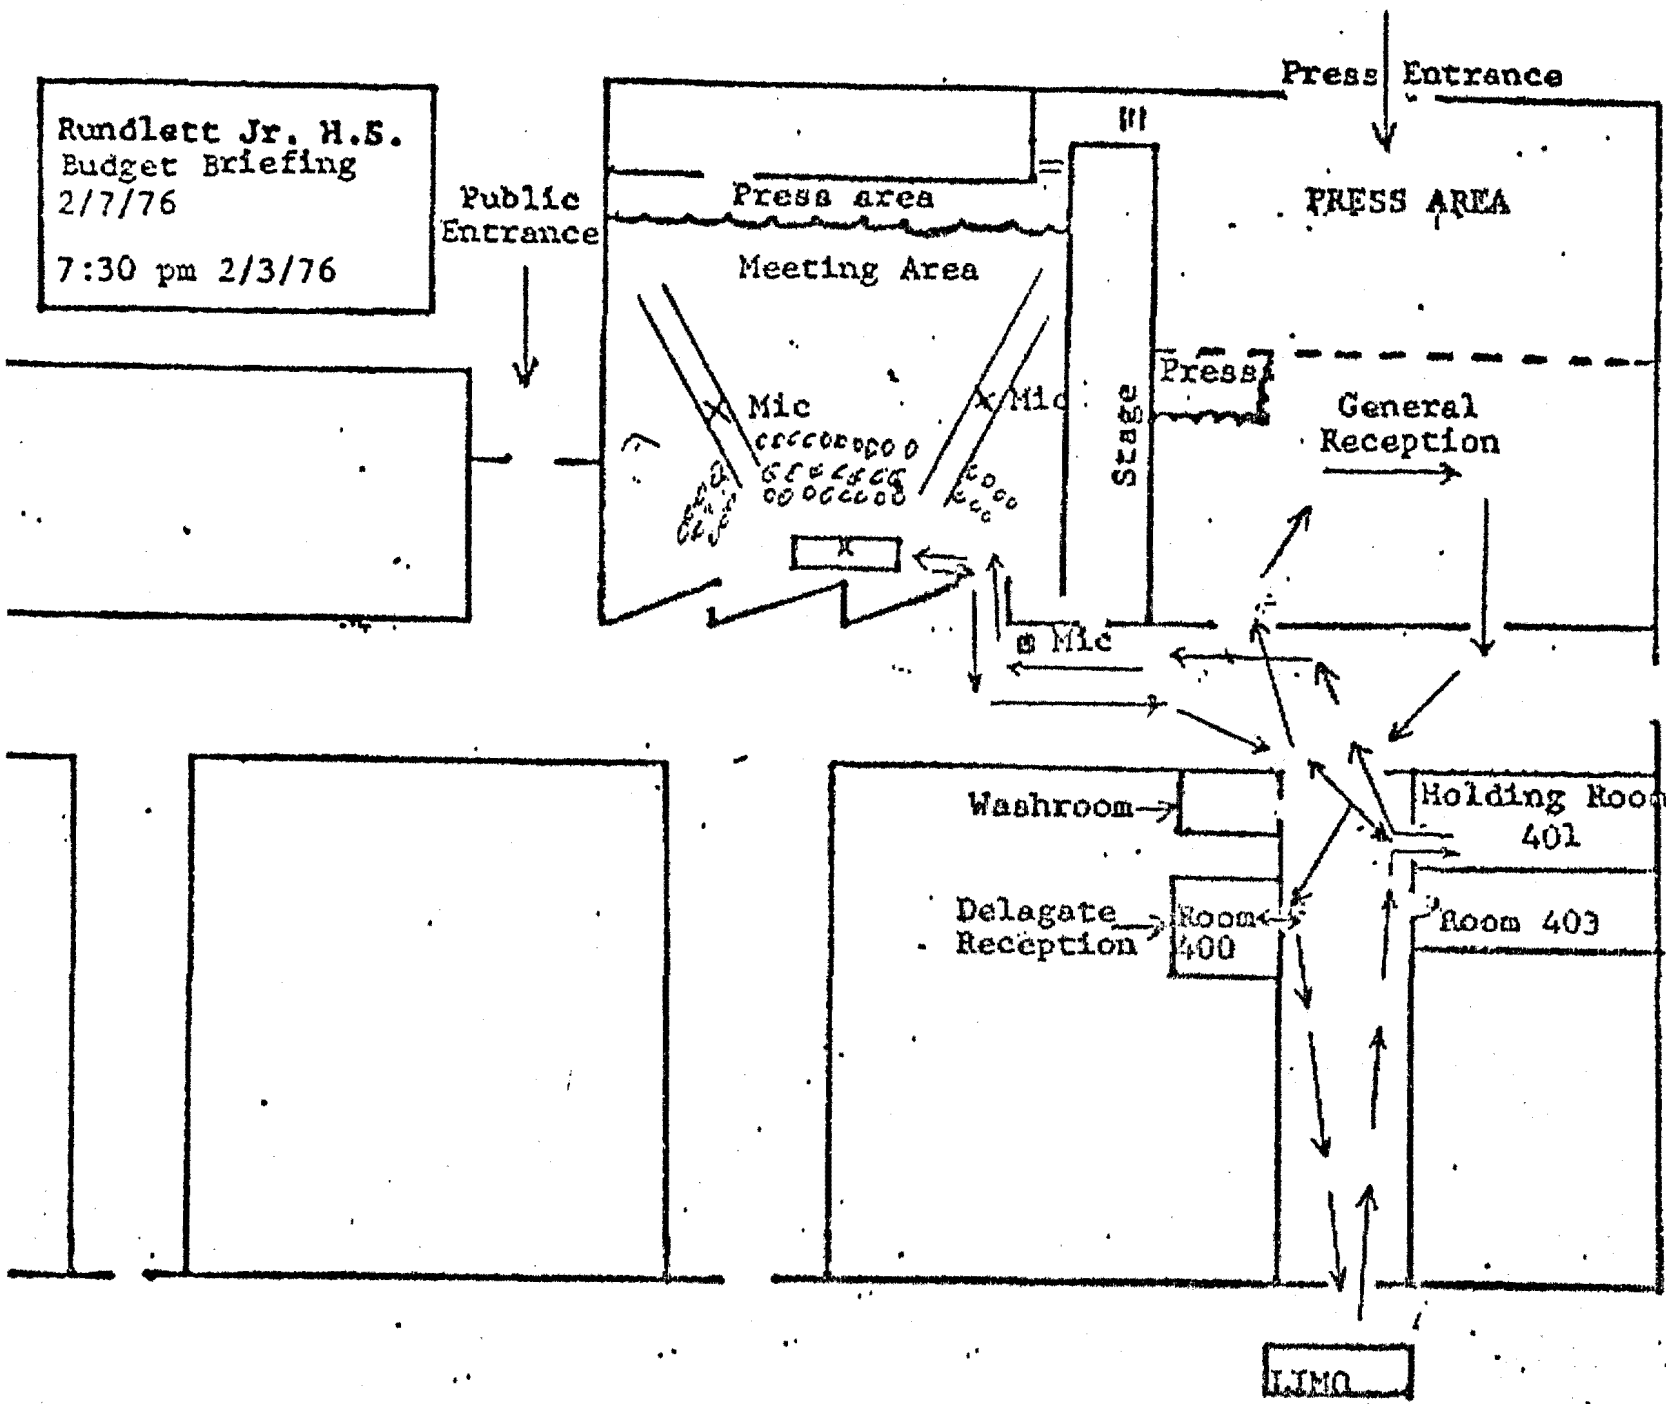 Rundlett Jr. H.S.
Budget Briefing
2/7/76
7:30 pm 2/3/76
Public
Entrance
Press Entrance
Press area
Meeting Area
Mic
Mic
Stage
PRESS AREA
Press
General
Reception
Mic
Washroom
Holding Room
401
Delagate
Reception
Room
400
Room 403
LIMO